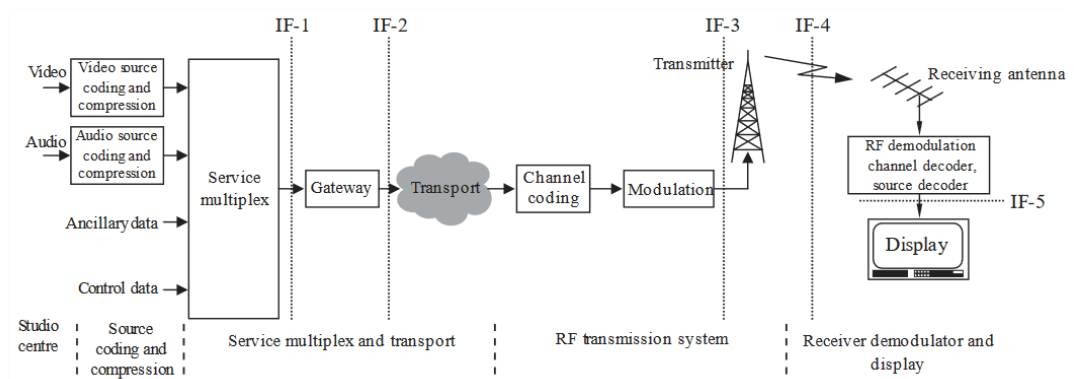 IF-1
IF-2
IF-3
IF-4
Video
Video source
coding and
compression
Transmitter
Receiving antenna
Audio
Audio source
coding and
compression
Service
multiplex
Gateway
Transport
Channel
coding
Modulation
RF demodulation
channel decoder,
source decoder
IF-5
Ancillary data
Display
Control data
Studio
centre
Source
coding and
compression
Service multiplex and transport
RF transmission system
Receiver demodulator and
display